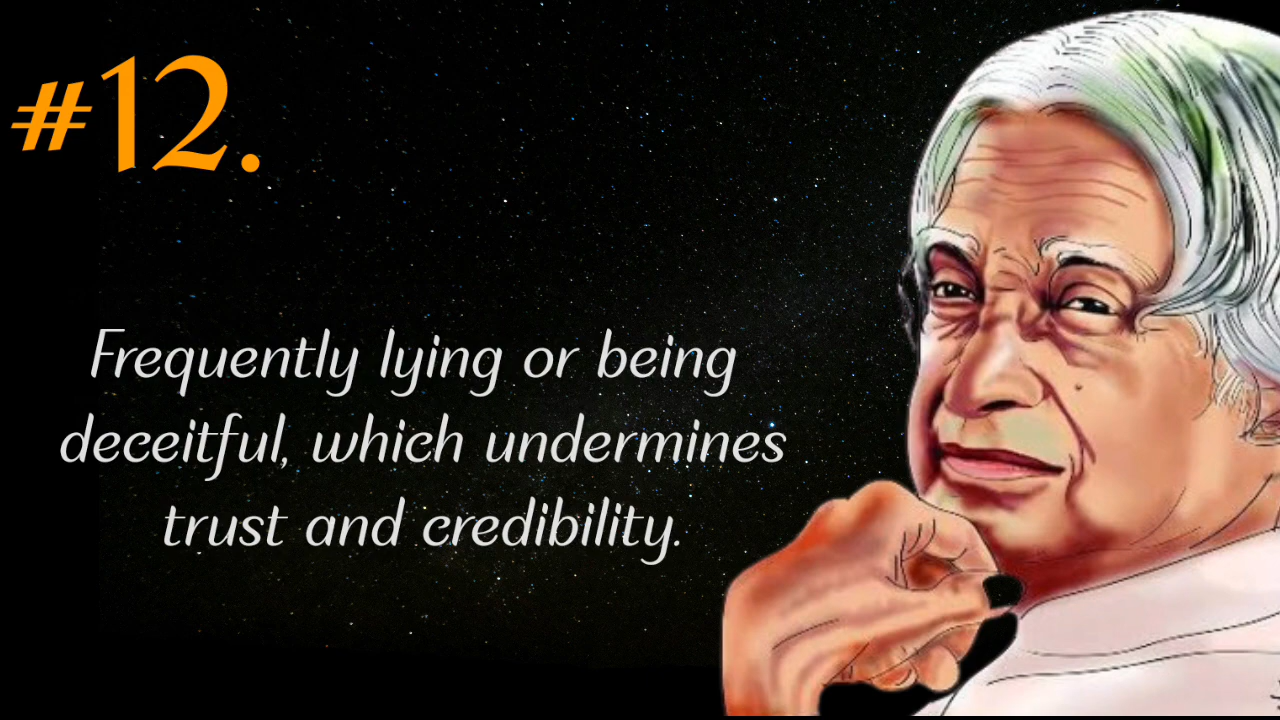 #12.
Frequently lying or being
deceitful, which undermines
trust and credibility.